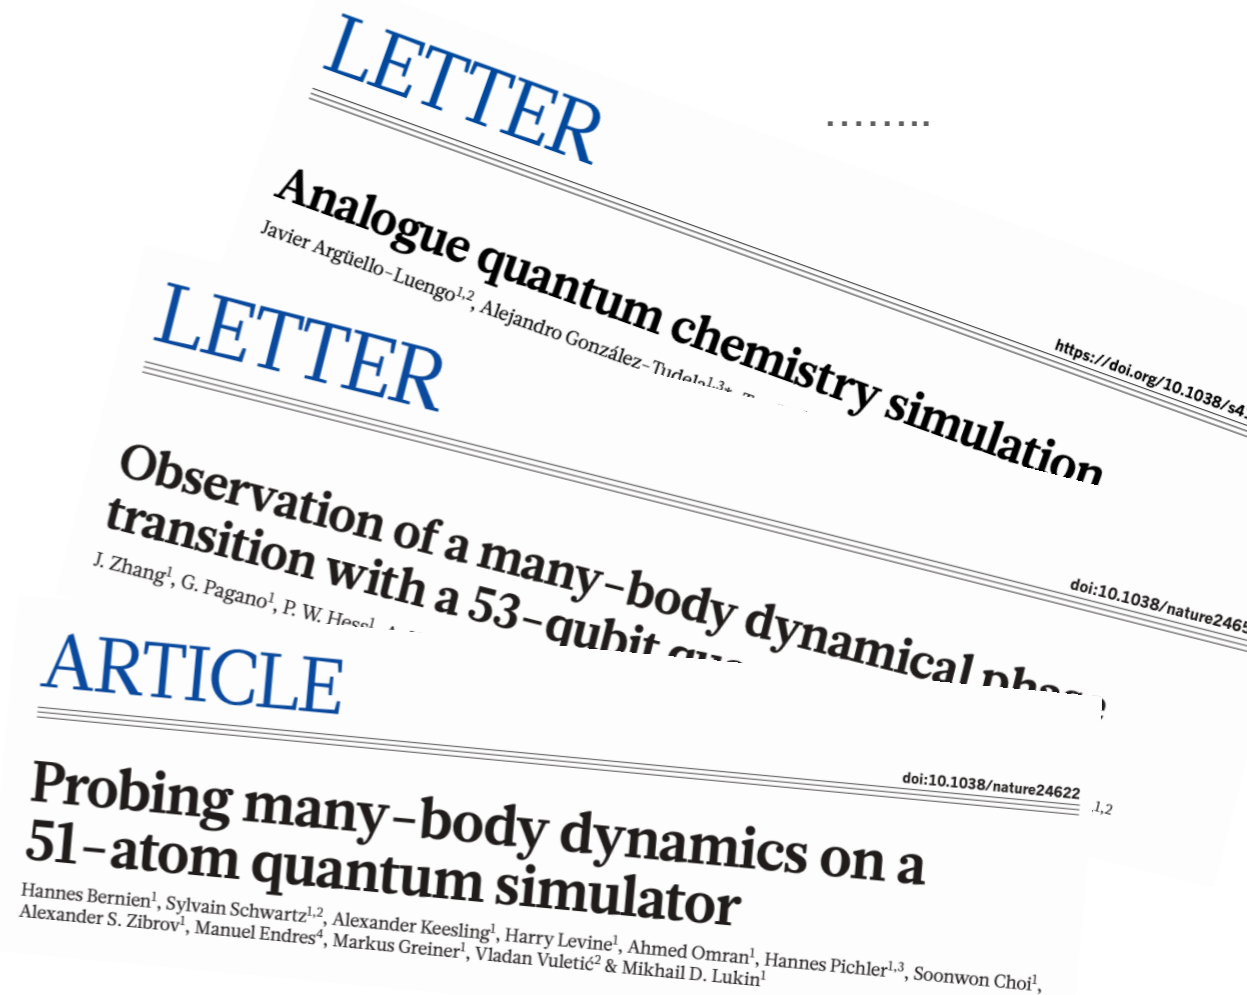 ........
LETTER
https://doi.org/10.1038/s4
Analogue quantum chemistry simulation
Javier Argüello-Luengo1,2, Alejandro González-Tudela1,3*,
LETTER
doi:10.1038/nature2465
Observation of a many-body dynamical phase
transition with a 53-qubit
J. Zhang1, G. Pagano1, P. W. Hess1,
,1,2
ARTICLE
doi:10.1038/nature24622
Probing many-body dynamics on a
51-atom quantum simulator
Hannes Bernien1, Sylvain Schwartz1,2, Alexander Keesling1, Harry Levine1, Ahmed Omran1, Hannes Pichler1,3, Soonwon Choi1,
Alexander S. Zibrov1, Manuel Endres4, Markus Greiner1, Vladan Vuletić2 & Mikhail D. Lukin1